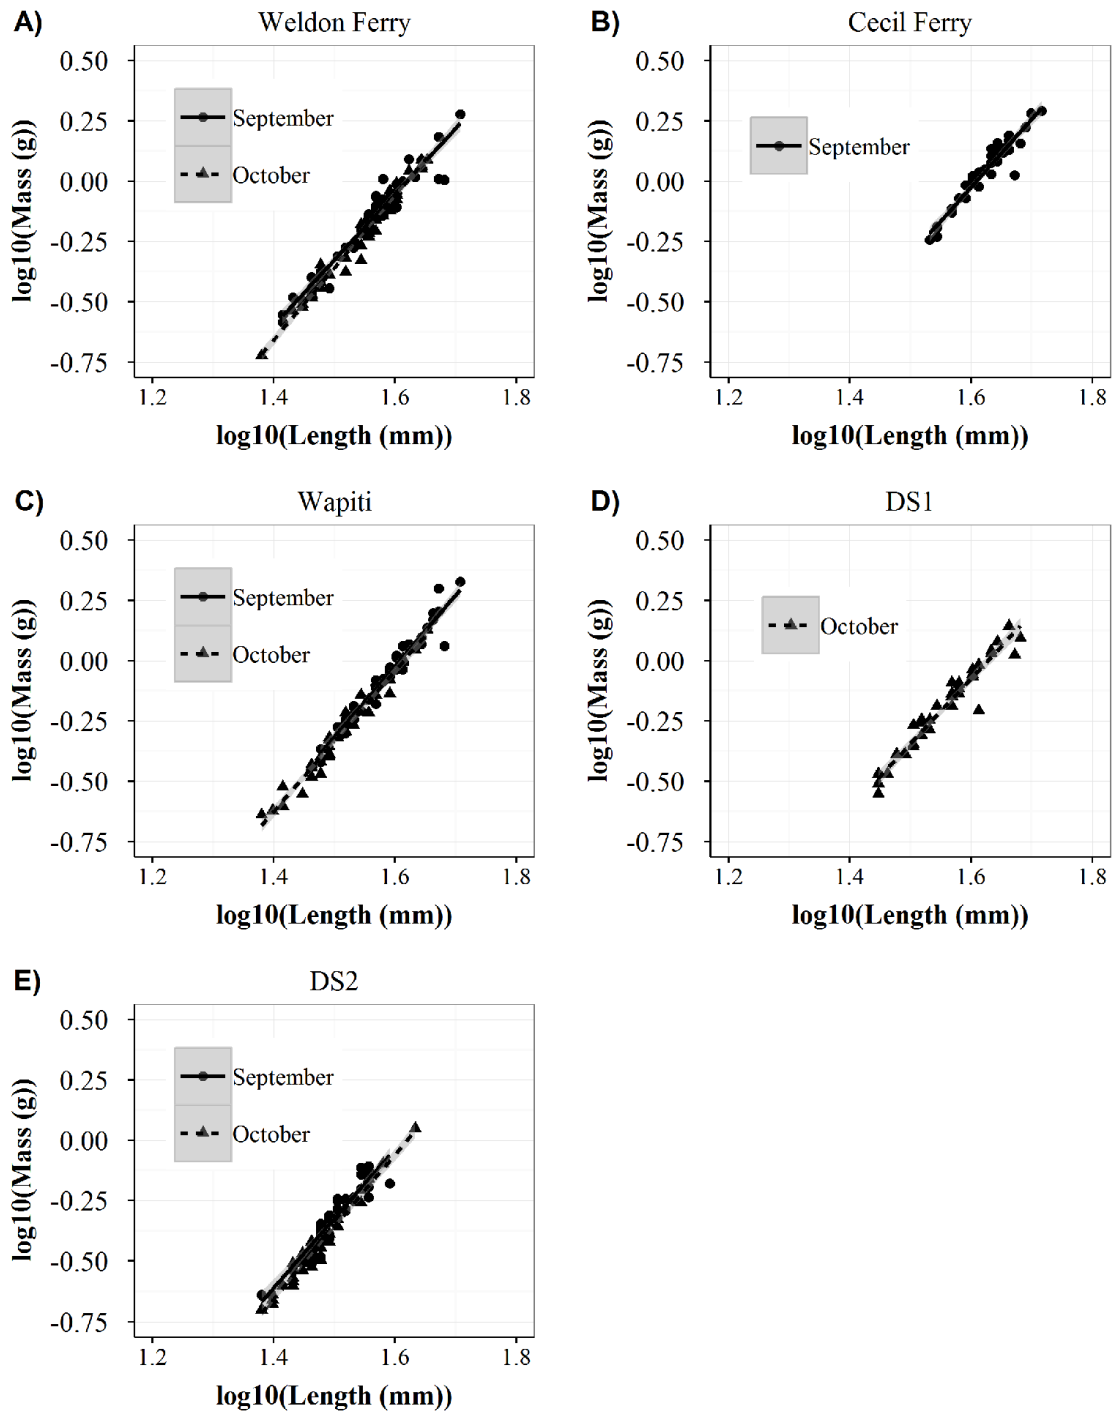 A) Weldon Ferry
0.50
0.25
0.00
-0.25
-0.50
-0.75
log10(Mass (g))
September
October
1.2 1.4 1.6 1.8
log10(Length (mm))
B) Cecil Ferry
0.50
0.25
0.00
-0.25
-0.50
-0.75
log10(Mass (g))
September
1.2 1.4 1.6 1.8
log10(Length (mm))
C) Wapiti
0.50
0.25
0.00
-0.25
-0.50
-0.75
log10(Mass (g))
September
October
1.2 1.4 1.6 1.8
log10(Length (mm))
D) DS1
0.50
0.25
0.00
-0.25
-0.50
-0.75
log10(Mass (g))
October
1.2 1.4 1.6 1.8
log10(Length (mm))
E) DS2
0.50
0.25
0.00
-0.25
-0.50
-0.75
log10(Mass (g))
September
October
1.2 1.4 1.6 1.8
log10(Length (mm))